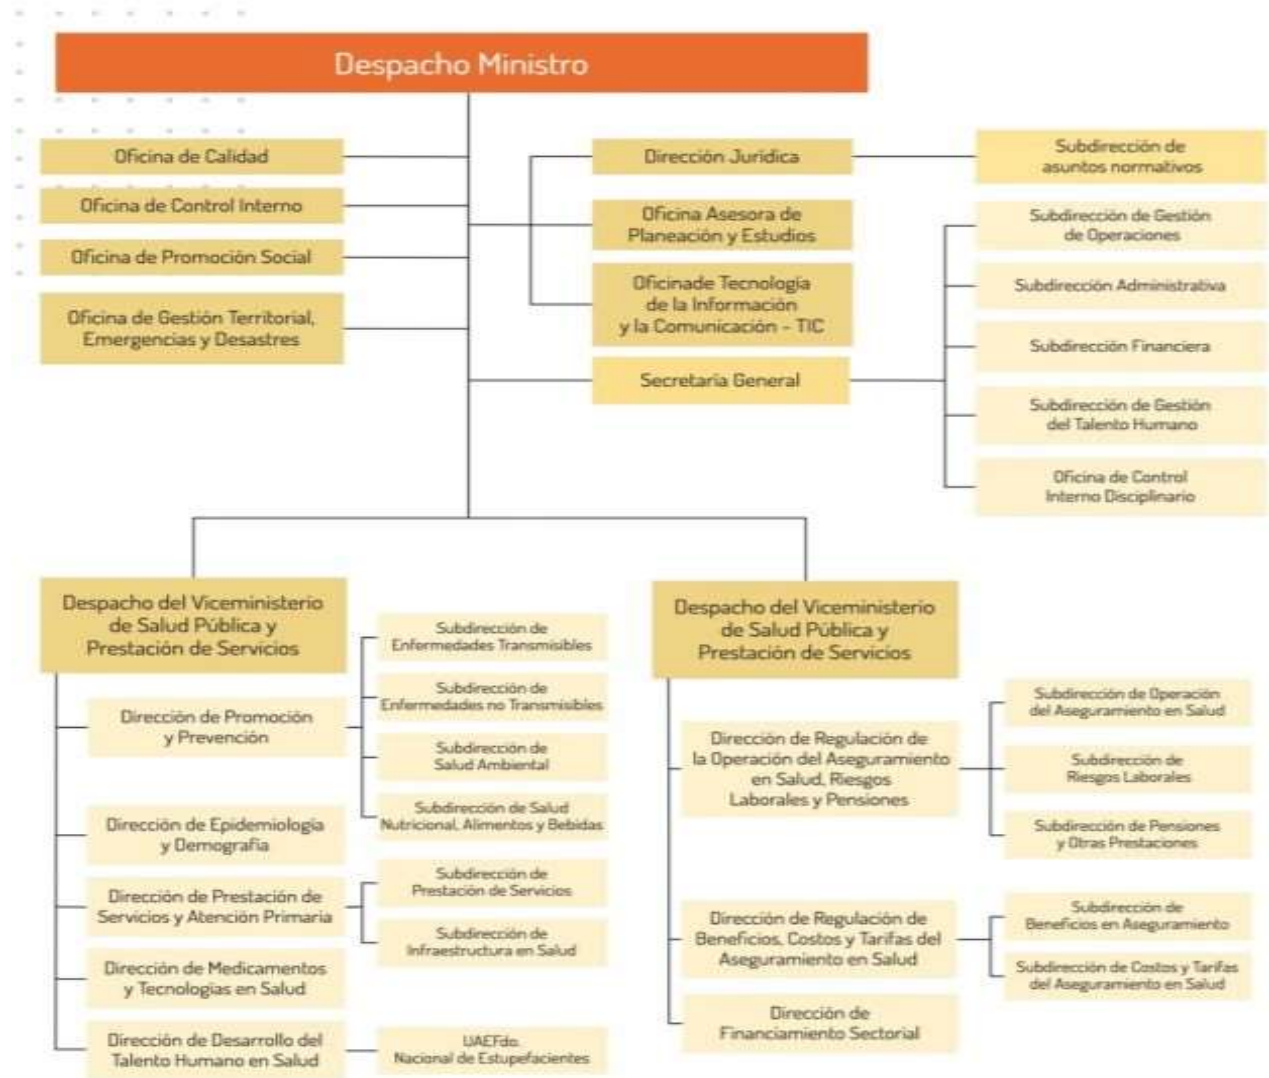 Despacho Ministro
Oficina de Calidad
Oficina de Control Interno
Oficina de Promoción Social
Oficina de Gestión Territorial,
Emergencias y Desastres
Dirección Jurídica
Oficina Asesora de
Planeación y Estudios
Oficinade Tecnología
de la Información
y la Comunicación - TIC
Secretaría General
Subdirección de
asuntos normativos
Subdirección de Gestión
de Operaciones
Subdirección Administrativa
Subdirección Financiera
Subdirección de Gestión
del Talento Humano
Oficina de Control
Interno Disciplinario
Despacho del Viceministerio
de Salud Pública y
Prestación de Servicios
Dirección de Promoción
y Prevención
Subdirección de
Enfermedades Transmisibles
Subdirección de
Enfermedades no Transmisibles
Subdirección de
Salud Ambiental
Subdirección de Salud
Nutricional, Alimentos y Bebidas
Dirección de Epidemiología
y Demografía
Dirección de Prestación de
Servicios y Atención Primaria
Subdirección de
Prestación de Servicios
Subdirección de
Infraestructura en Salud
Dirección de Medicamentos
y Tecnologías en Salud
Dirección de Desarrollo del
Talento Humano en Salud
UAEFdo.
Nacional de Estupefacientes
Despacho del Viceministerio
de Salud Pública y
Prestación de Servicios
Dirección de Regulación de
la Operación del Aseguramiento
en Salud, Riesgos
Laborales y Pensiones
Subdirección de Operación
del Aseguramiento en Salud
Subdirección de
Riesgos Laborales
Subdirección de Pensiones
y Otras Prestaciones
Dirección de Regulación de
Beneficios, Costos y Tarifas del
Aseguramiento en Salud
Subdirección de
Beneficios en Aseguramiento
Subdirección de Costos y Tarifas
del Aseguramiento en Salud
Dirección de
Financiamiento Sectorial